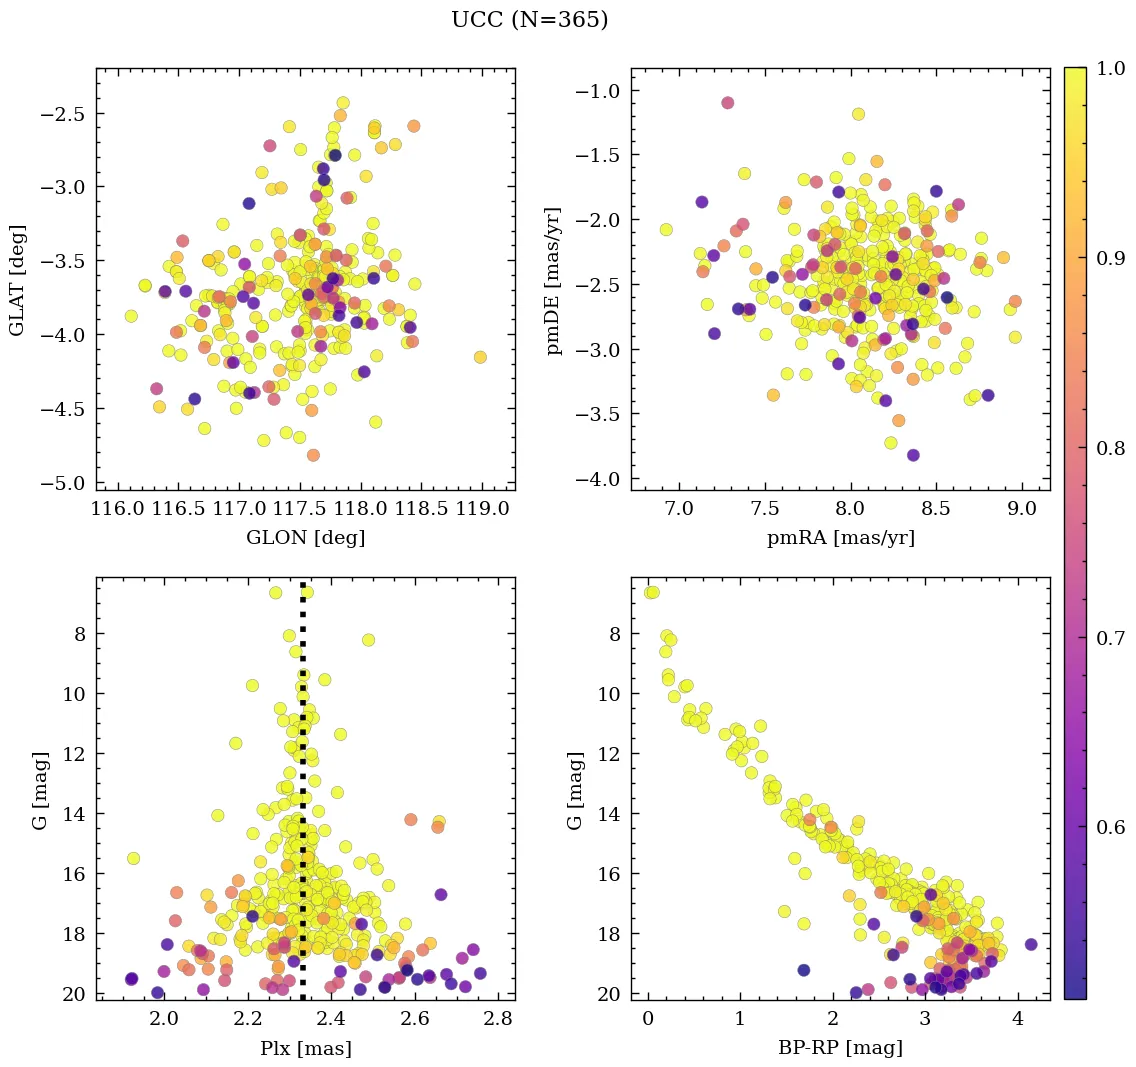 UCC (N=365)
−2.5
−3.0
−3.5
−4.0
−4.5
−5.0
GLAT [deg]
116.0 116.5 117.0 117.5 118.0 118.5 119.0
GLON [deg]
−1.0
−1.5
−2.0
−2.5
−3.0
−3.5
−4.0
pmDE [mas/yr]
7.0 7.5 8.0 8.5 9.0
pmRA [mas/yr]
8
10
12
14
16
18
20
G [mag]
2.0 2.2 2.4 2.6 2.8
Plx [mas]
8
10
12
14
16
18
20
G [mag]
0 1 2 3 4
BP-RP [mag]
1.0
0.9
0.8
0.7
0.6